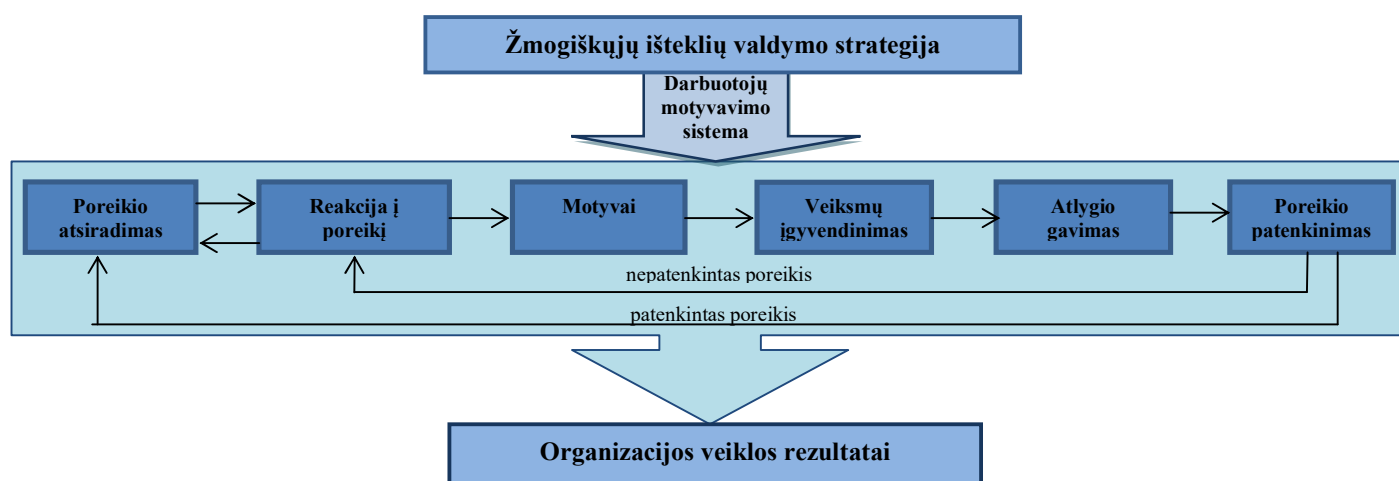 Žmogiškųjų išteklių valdymo strategija
Darbuotojų
motyvavimo
sistema
Poreikio
atsiradimas
Reakcija į
poreikį
Motyvai
Veiksmų
įgyvendinimas
Atlygio
gavimas
Poreikio
patenkinimas
nepatenkintas poreikis
patenkintas poreikis
Organizacijos veiklos rezultatai